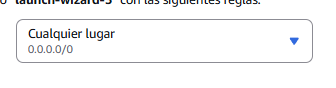 "launch-wizard-3" con las siguientes reglas:
Cualquier lugar
0.0.0.0/0